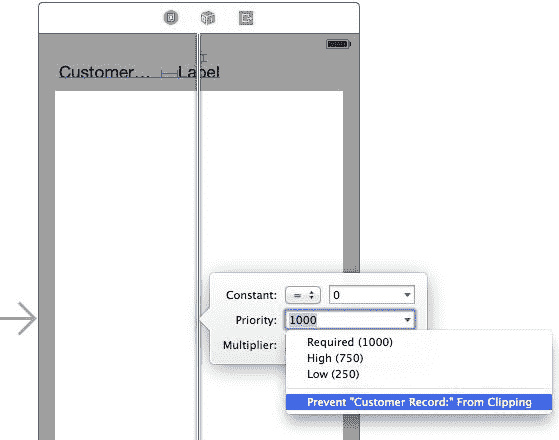 Customer... Label
Constant: = 0
Priority: 1000
Multiplier:
Required (1000)
High (750)
Low (250)
Prevent "Customer Record:" From Clipping